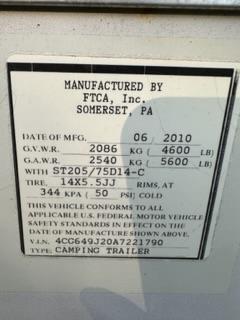 MANUFACTURED BY
FTCA, Inc.
SOMERSET, PA
DATE OF MFG. 06 / 2010
G.V.W.R. 2086 KG ( 4600 LB)
G.A.W.R. 2540 KG ( 5600 LB)
WITH ST205/75D14-C
TIRE. 14X5.5JJ RIMS, AT
344 KPA ( 50 PSI) COLD
THIS VEHICLE CONFORMS TO ALL
APPLICABLE U.S. FEDERAL MOTOR VEHICLE
SAFETY STANDARDS IN EFFECT ON THE
DATE OF MANUFACTURE SHOWN ABOVE.
V.I.N. 4CG649J20A7221790
TYPE: CAMPING TRAILER